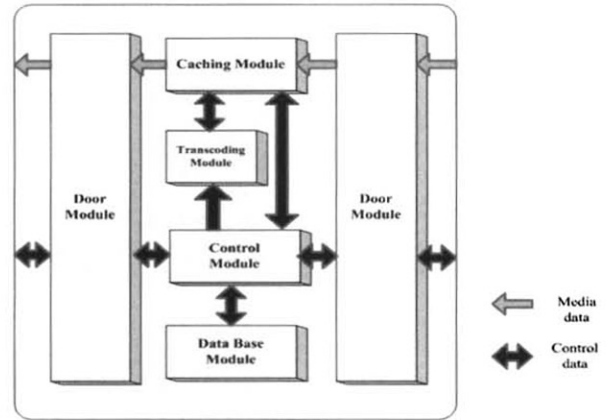 Caching Module
Transcoding
Module
Door
Module
Door
Module
Control
Module
Data Base
Module
Media
data
Control
data